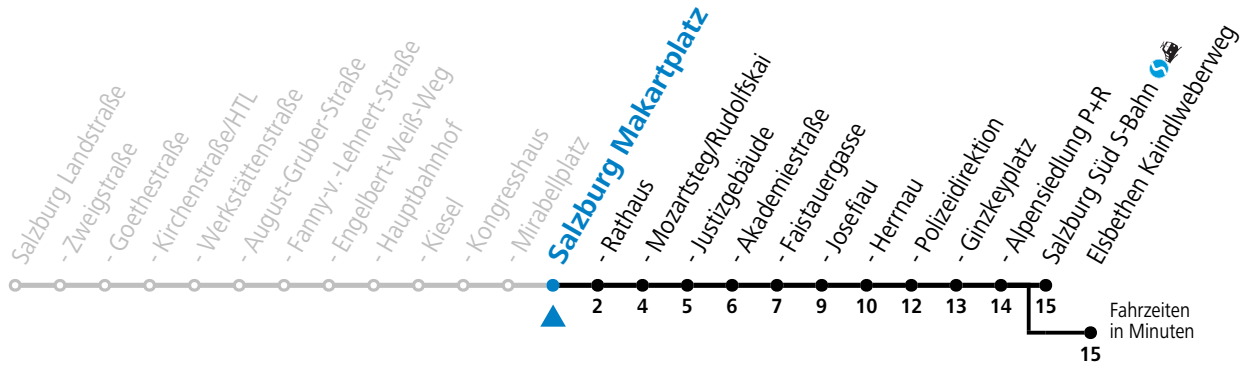 Salzburg Landstraße
- Zweigstraße
- Goethestraße
- Kirchenstraße/HTL
- Werkstättenstraße
- August-Gruber-Straße
- Fanny-v.-Lehnert-Straße
- Engelbert-Weiß-Weg
- Hauptbahnhof
- Kiesel
- Kongresshaus
- Mirabellplatz
Salzburg Makartplatz
- Rathaus
- Mozartsteg/Rudolfskai
- Justizgebäude
- Akademiestraße
- Faistauergasse
- Josefiau
- Herrnau
- Polizeidirektion
- Ginzkeyplatz
- Alpensiedlung P+R
Salzburg Süd S-Bahn
Elsbethen Kaindlweberweg
2 4 5 6 7 9 10 12 13 14 15
Fahrzeiten
in Minuten
15